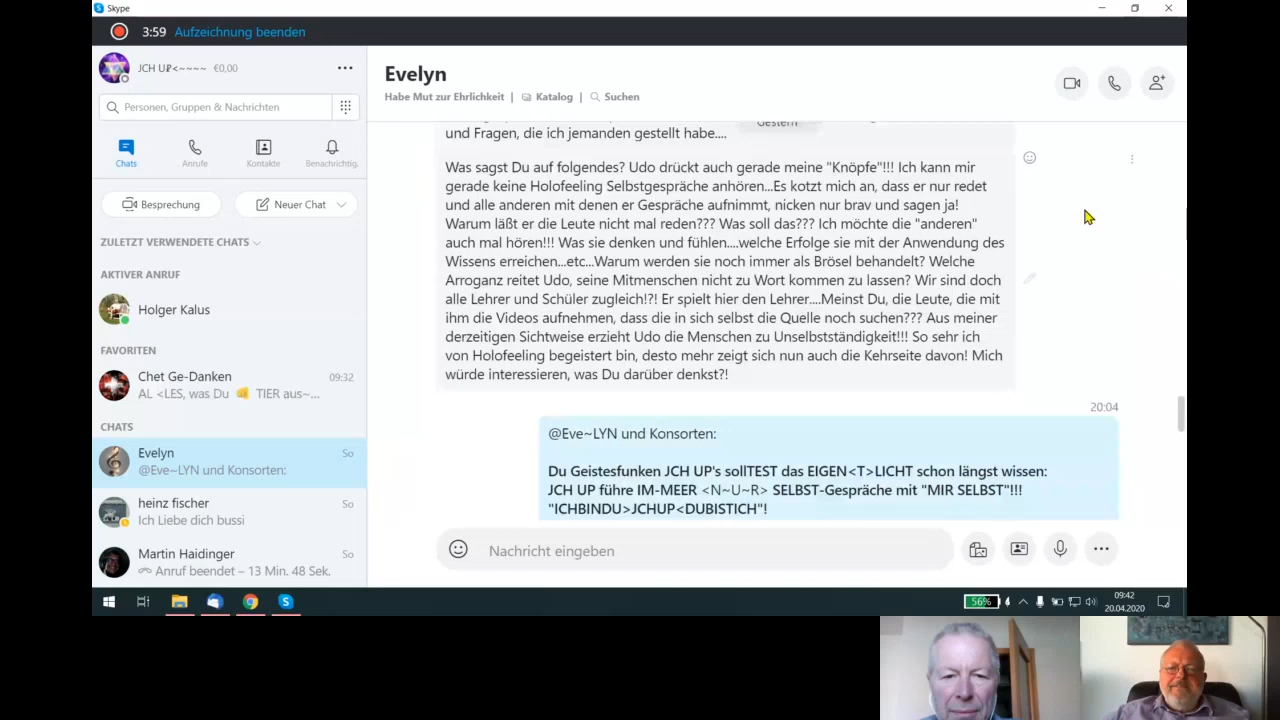 Skype
3:59 Aufzeichnung beenden
€0,00
Personen, Gruppen & Nachrichten
Chats
Anrufe
Kontakte
Benachrichtig.
Besprechung
Neuer Chat
ZULETZT VERWENDETE CHATS
AKTIVER ANRUF
Holger Kalus
FAVORITEN
Chet Ge-Danken 09:32
AL <LES, was Du 🤜 TIER aus~...
CHATS
Evelyn So
@Eve~LYN und Konsorten:
heinz fischer So
Ich Liebe dich bussi
Martin Haidinger So
Anruf beendet – 13 Min. 48 Sek.
Evelyn
Habe Mut zur Ehrlichkeit | Katalog | Suchen
Gestern
und Fragen, die ich jemanden gestellt habe....
Was sagst Du auf folgendes? Udo drückt auch gerade meine "Knöpfe"!!! Ich kann mir
gerade keine Holofeeling Selbstgespräche anhören...Es kotzt mich an, dass er nur redet
und alle anderen mit denen er Gespräche aufnimmt, nicken nur brav und sagen ja!
Warum läßt er die Leute nicht mal reden??? Was soll das??? Ich möchte die "anderen"
auch mal hören!!! Was sie denken und fühlen....welche Erfolge sie mit der Anwendung des
Wissens erreichen...etc...Warum werden sie noch immer als Brösel behandelt? Welche
Arroganz reitet Udo, seine Mitmenschen nicht zu Wort kommen zu lassen? Wir sind doch
alle Lehrer und Schüler zugleich!?! Er spielt hier den Lehrer....Meinst Du, die Leute, die mit
ihm die Videos aufnehmen, dass die in sich selbst die Quelle noch suchen??? Aus meiner
derzeitigen Sichtweise erzieht Udo die Menschen zu Unselbstständigkeit!!! So sehr ich
von Holofeeling begeistert bin, desto mehr zeigt sich nun auch die Kehrseite davon! Mich
würde interessieren, was Du darüber denkst?!
20:04
@Eve~LYN und Konsorten:
Du Geistesfunken JCH UP's sollTEST das EIGEN<T>LICHT schon längst wissen:
JCH UP führe IM-MEER <N~U~R> SELBST-Gespräche mit "MIR SELBST"!!!
"ICHBINDU>JCHUP<DUBISTICH"!
Nachricht eingeben
56%
09:42
20.04.2020